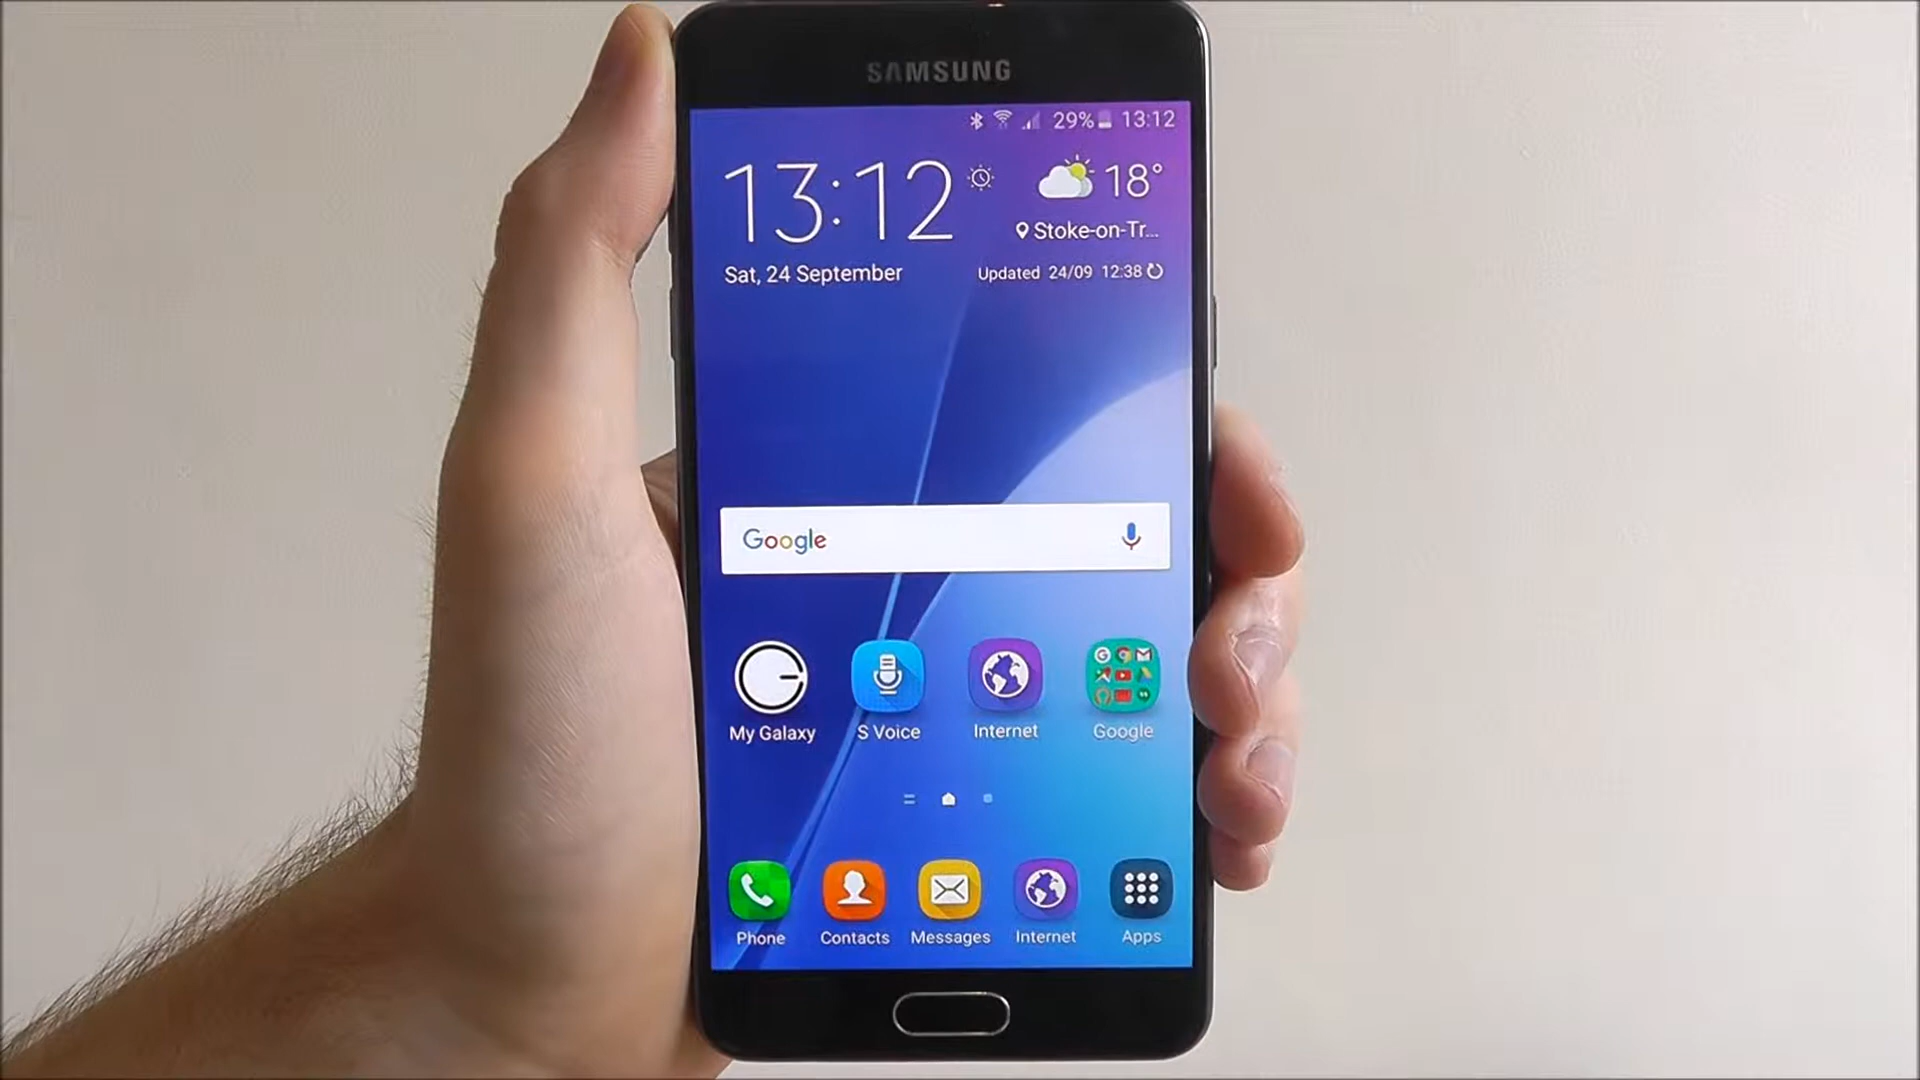 SAMSUNG
29% 13:12
13:12
18°
Stoke-on-Tr...
Sat, 24 September
Updated 24/09 12:38
Google
My Galaxy
S Voice
Internet
Google
Phone
Contacts
Messages
Internet
Apps